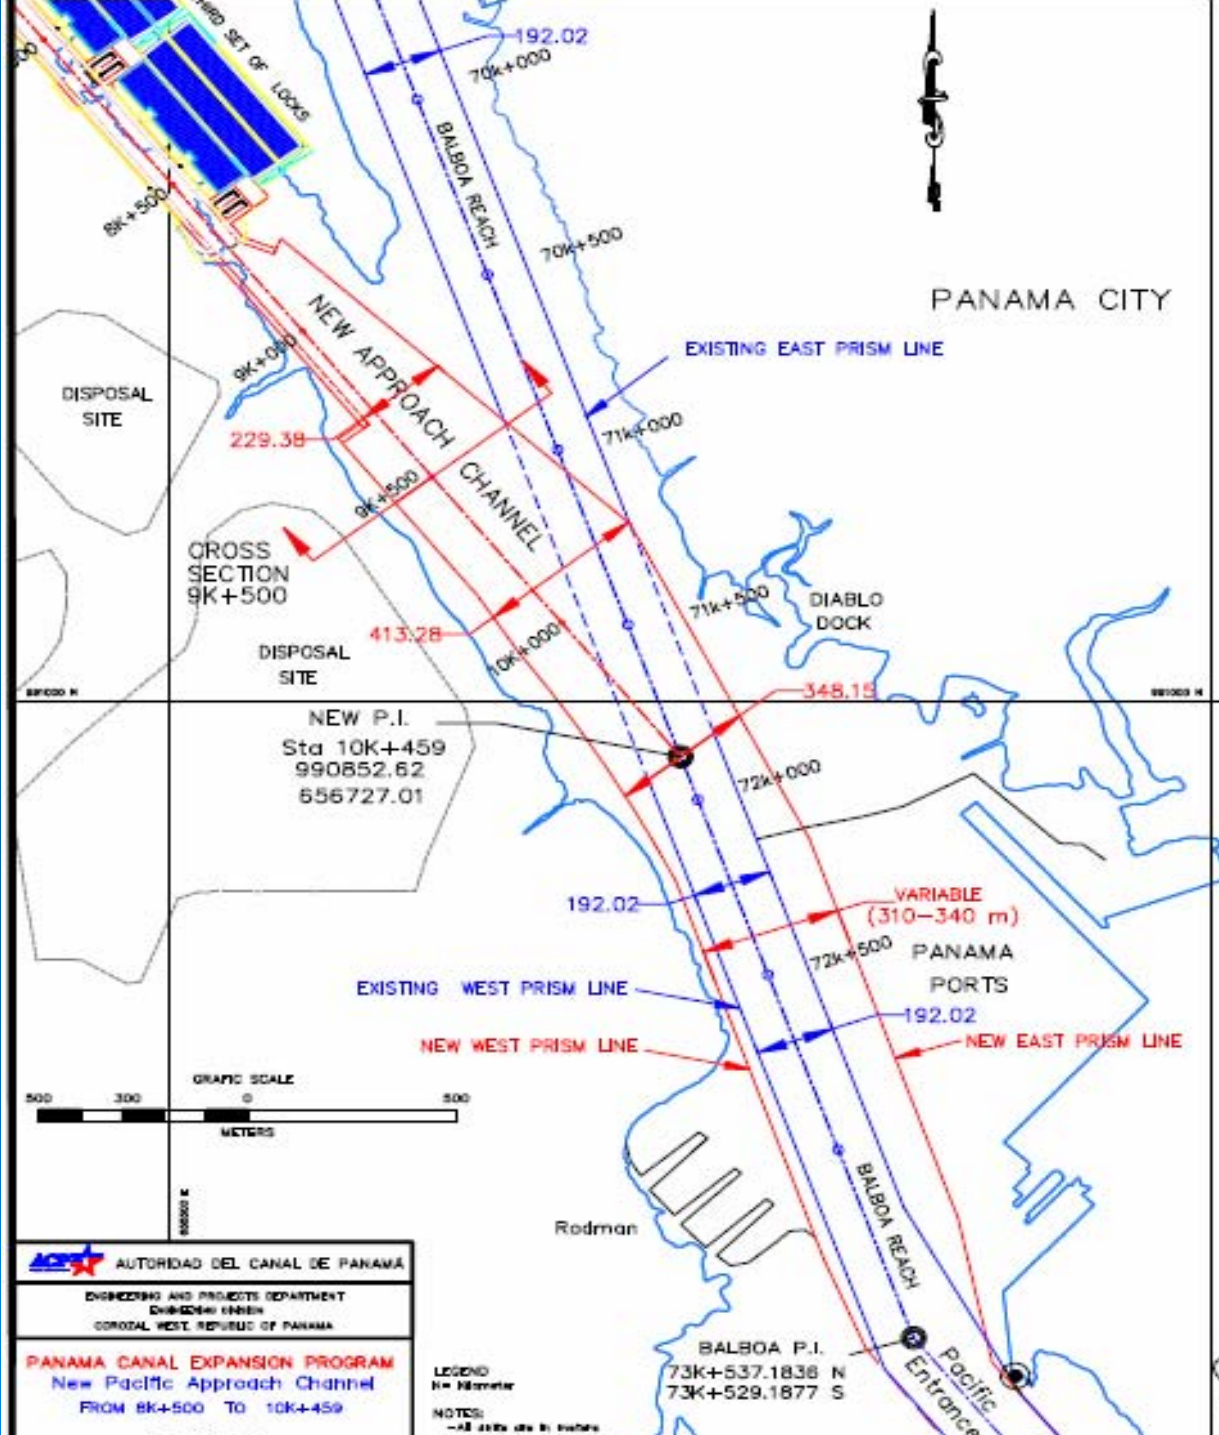 THIRD SET OF LOCKS
192.02
70k+000
BALBOA REACH
8K+500
70k+500
PANAMA CITY
NEW APPROACH CHANNEL
EXISTING EAST PRISM LINE
9K+000
DISPOSAL
SITE
229.38
71k+000
9K+500
CROSS
SECTION
9K+500
71k+500
DIABLO
DOCK
413.28
10K+000
DISPOSAL
SITE
348.15
NEW P.I.
Sta 10K+459
990852.62
656727.01
72k+000
192.02
VARIABLE
(310-340 m)
72k+500
PANAMA
PORTS
EXISTING WEST PRISM LINE
192.02
NEW WEST PRISM LINE
NEW EAST PRISM LINE
GRAFIC SCALE
500 300 0 500
METERS
BALBOA REACH
Rodman
AUTORIDAD DEL CANAL DE PANAMÁ
ENGINEERING AND PROJECTS DEPARTMENT
ENGINEERING DIVISION
COROZAL WEST, REPUBLIC OF PANAMA
PANAMA CANAL EXPANSION PROGRAM
New Pacific Approach Channel
FROM 8K+500 TO 10K+459
BALBOA P.I.
73K+537.1836 N
73K+529.1877 S
Pacific
Entrance
LEGEND
K= Kilometer
NOTES: